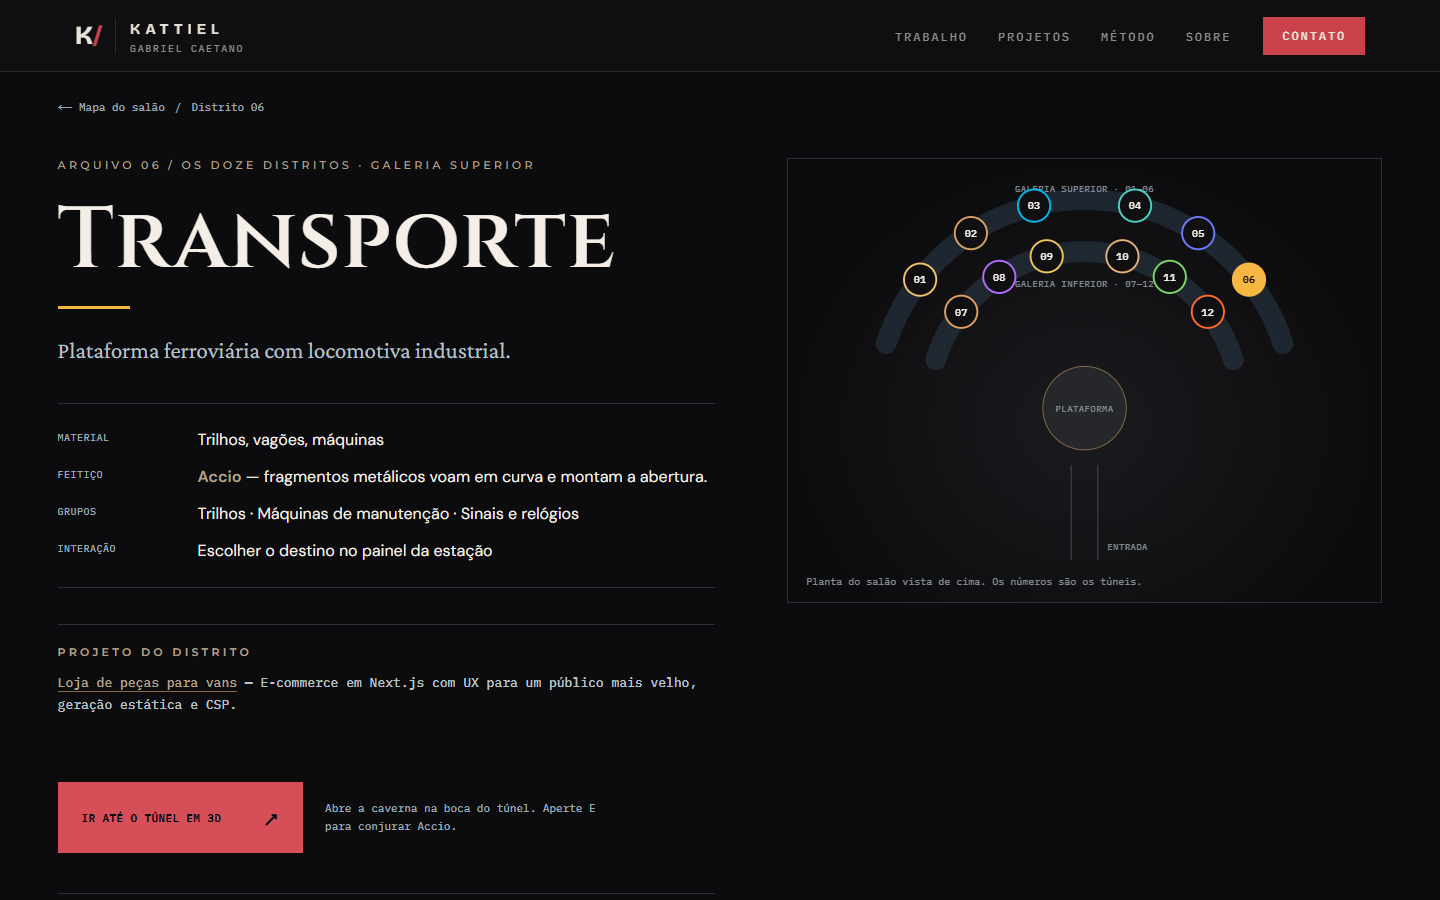 K/
KATTIEL
GABRIEL CAETANO
TRABALHO
PROJETOS
MÉTODO
SOBRE
CONTATO
← Mapa do salão / Distrito 06
ARQUIVO 06 / OS DOZE DISTRITOS · GALERIA SUPERIOR
TRANSPORTE
Plataforma ferroviária com locomotiva industrial.
MATERIAL
Trilhos, vagões, máquinas
FEITIÇO
Accio — fragmentos metálicos voam em curva e montam a abertura.
GRUPOS
Trilhos · Máquinas de manutenção · Sinais e relógios
INTERAÇÃO
Escolher o destino no painel da estação
PROJETO DO DISTRITO
Loja de peças para vans — E-commerce em Next.js com UX para um público mais velho,
geração estática e CSP.
IR ATÉ O TÚNEL EM 3D ↗
Abre a caverna na boca do túnel. Aperte E
para conjurar Accio.
GALERIA SUPERIOR · 01–06
03
04
02
05
09
10
01
08
11
06
GALERIA INFERIOR · 07–12
07
12
PLATAFORMA
ENTRADA
Planta do salão vista de cima. Os números são os túneis.